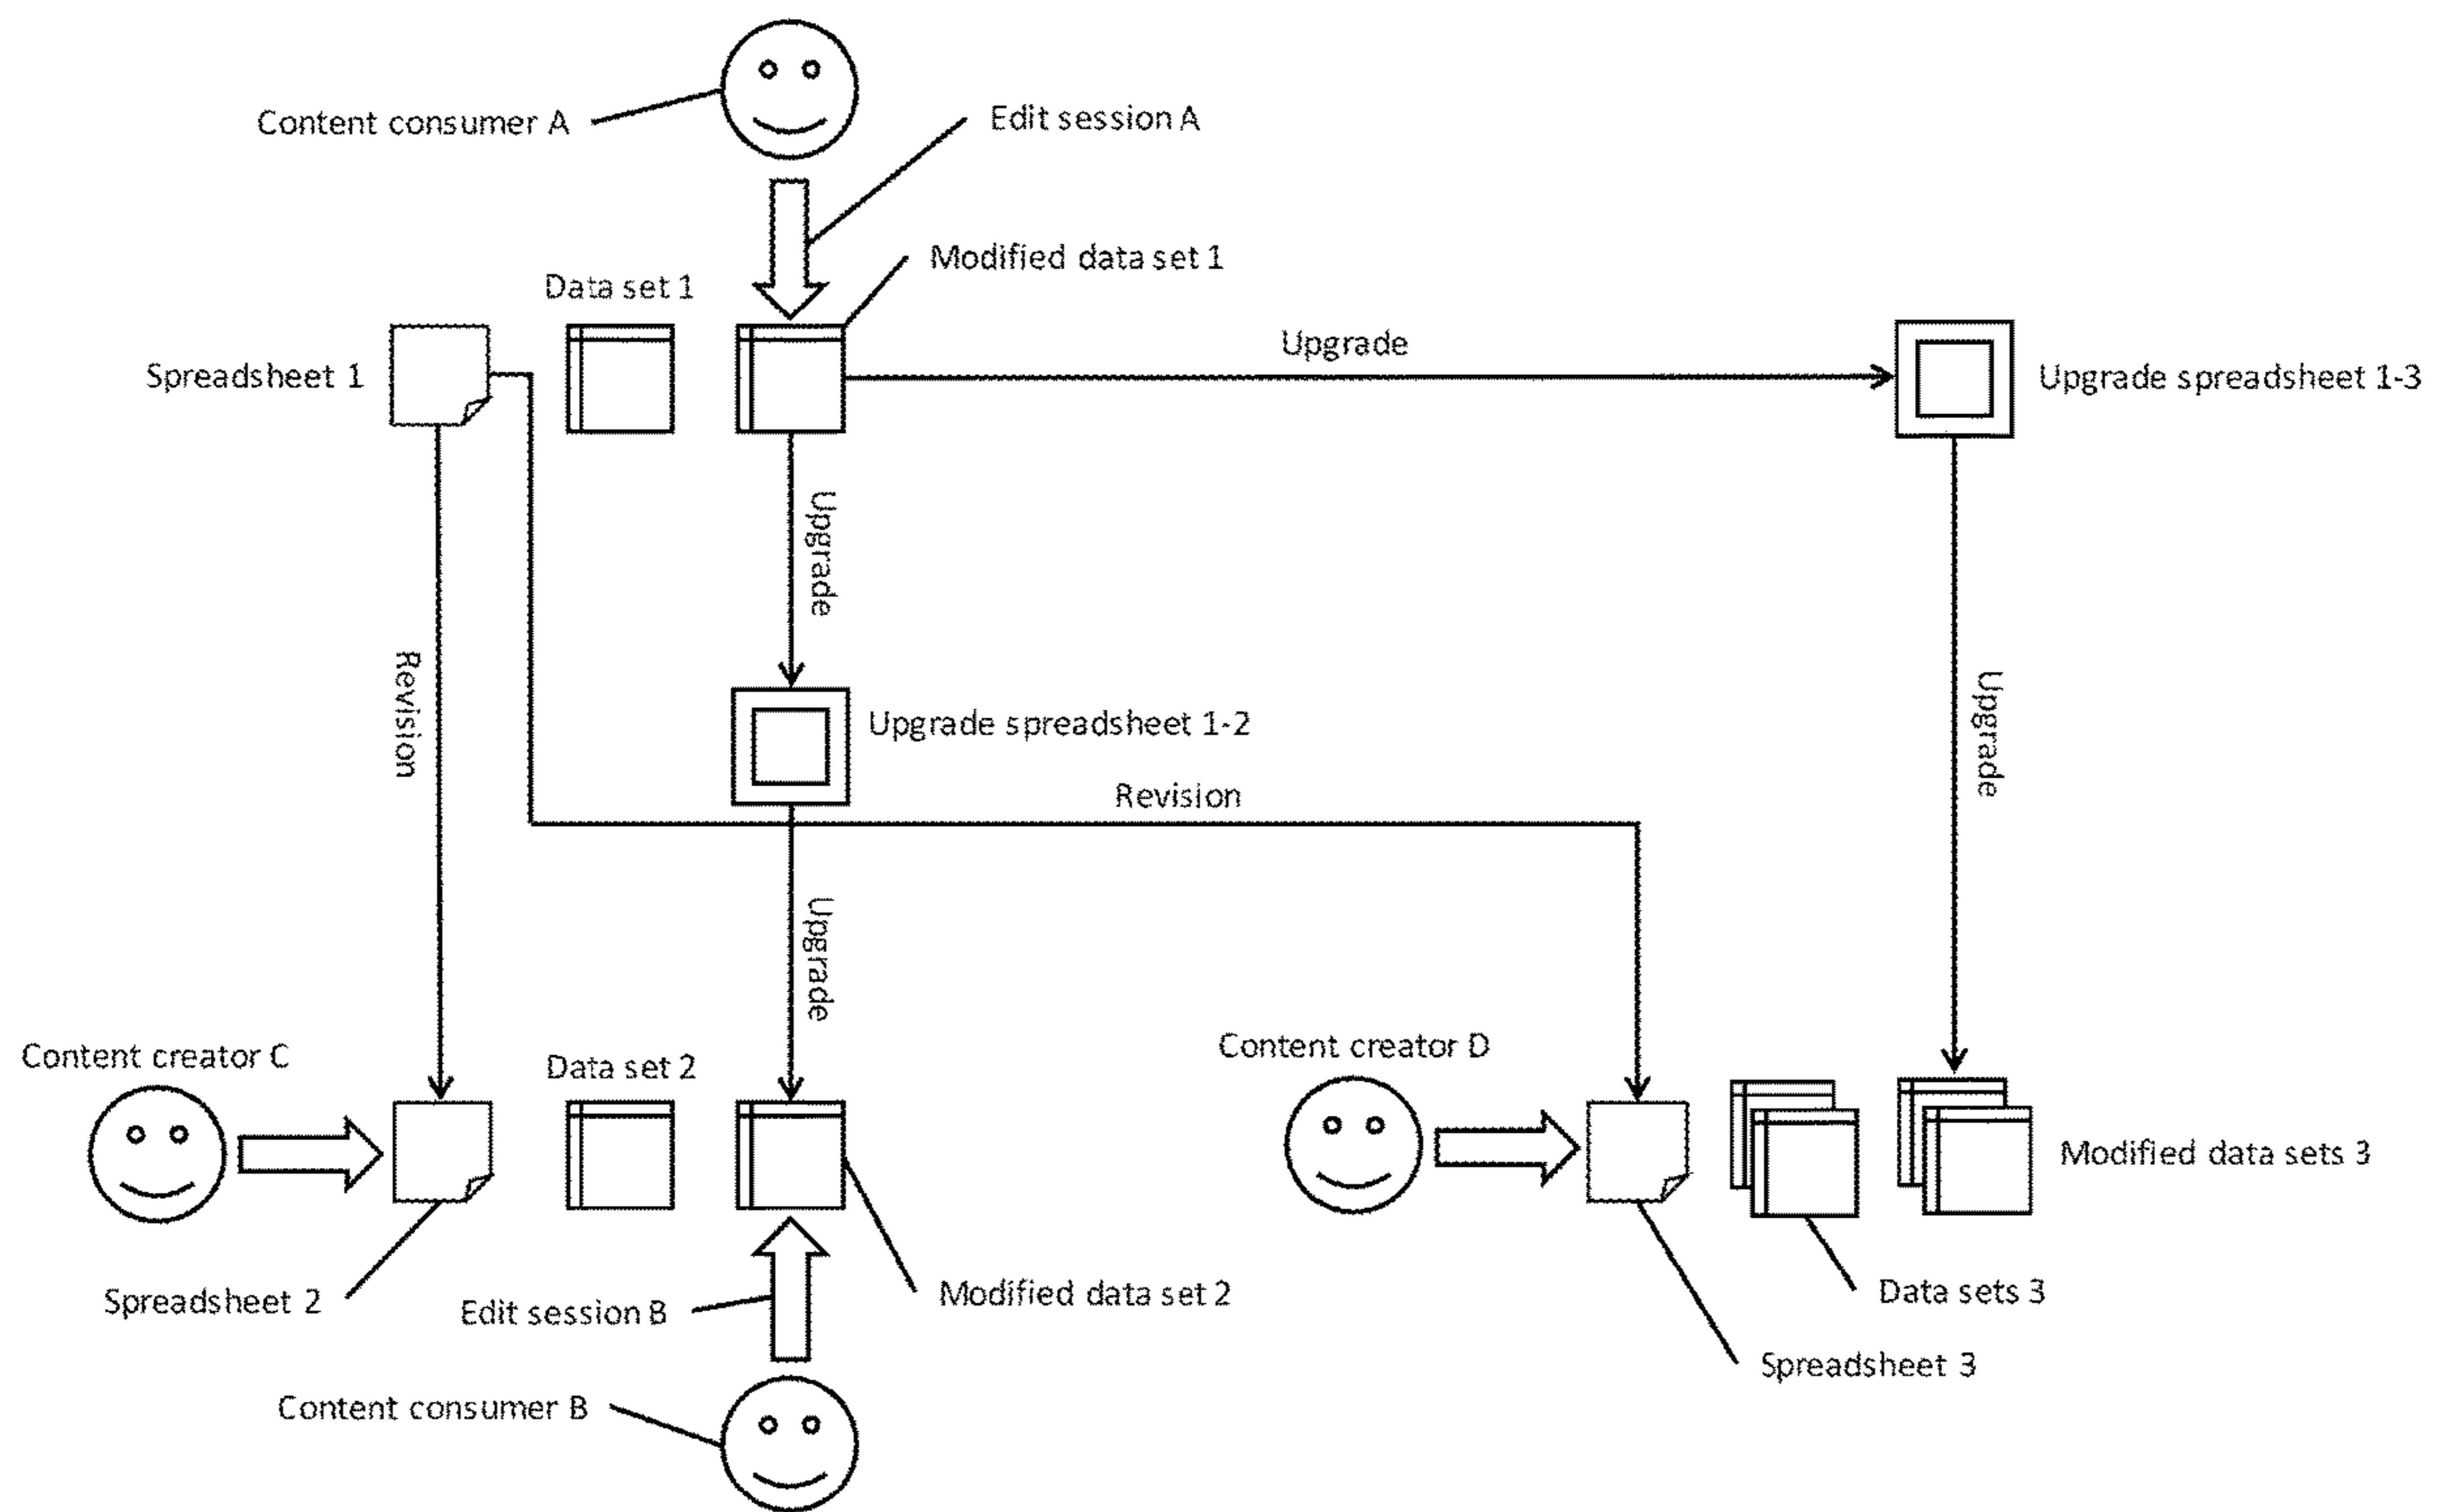 Content consumer A
Edit session A
Modified data set 1
Data set 1
Upgrade
Spreadsheet 1
Upgrade spreadsheet 1-3
Upgrade
Revision
Upgrade
Upgrade spreadsheet 1-2
Revision
Upgrade
Content creator C
Data set 2
Content creator D
Modified data sets 3
Spreadsheet 2
Edit session B
Modified data set 2
Data sets 3
Spreadsheet 3
Content consumer B